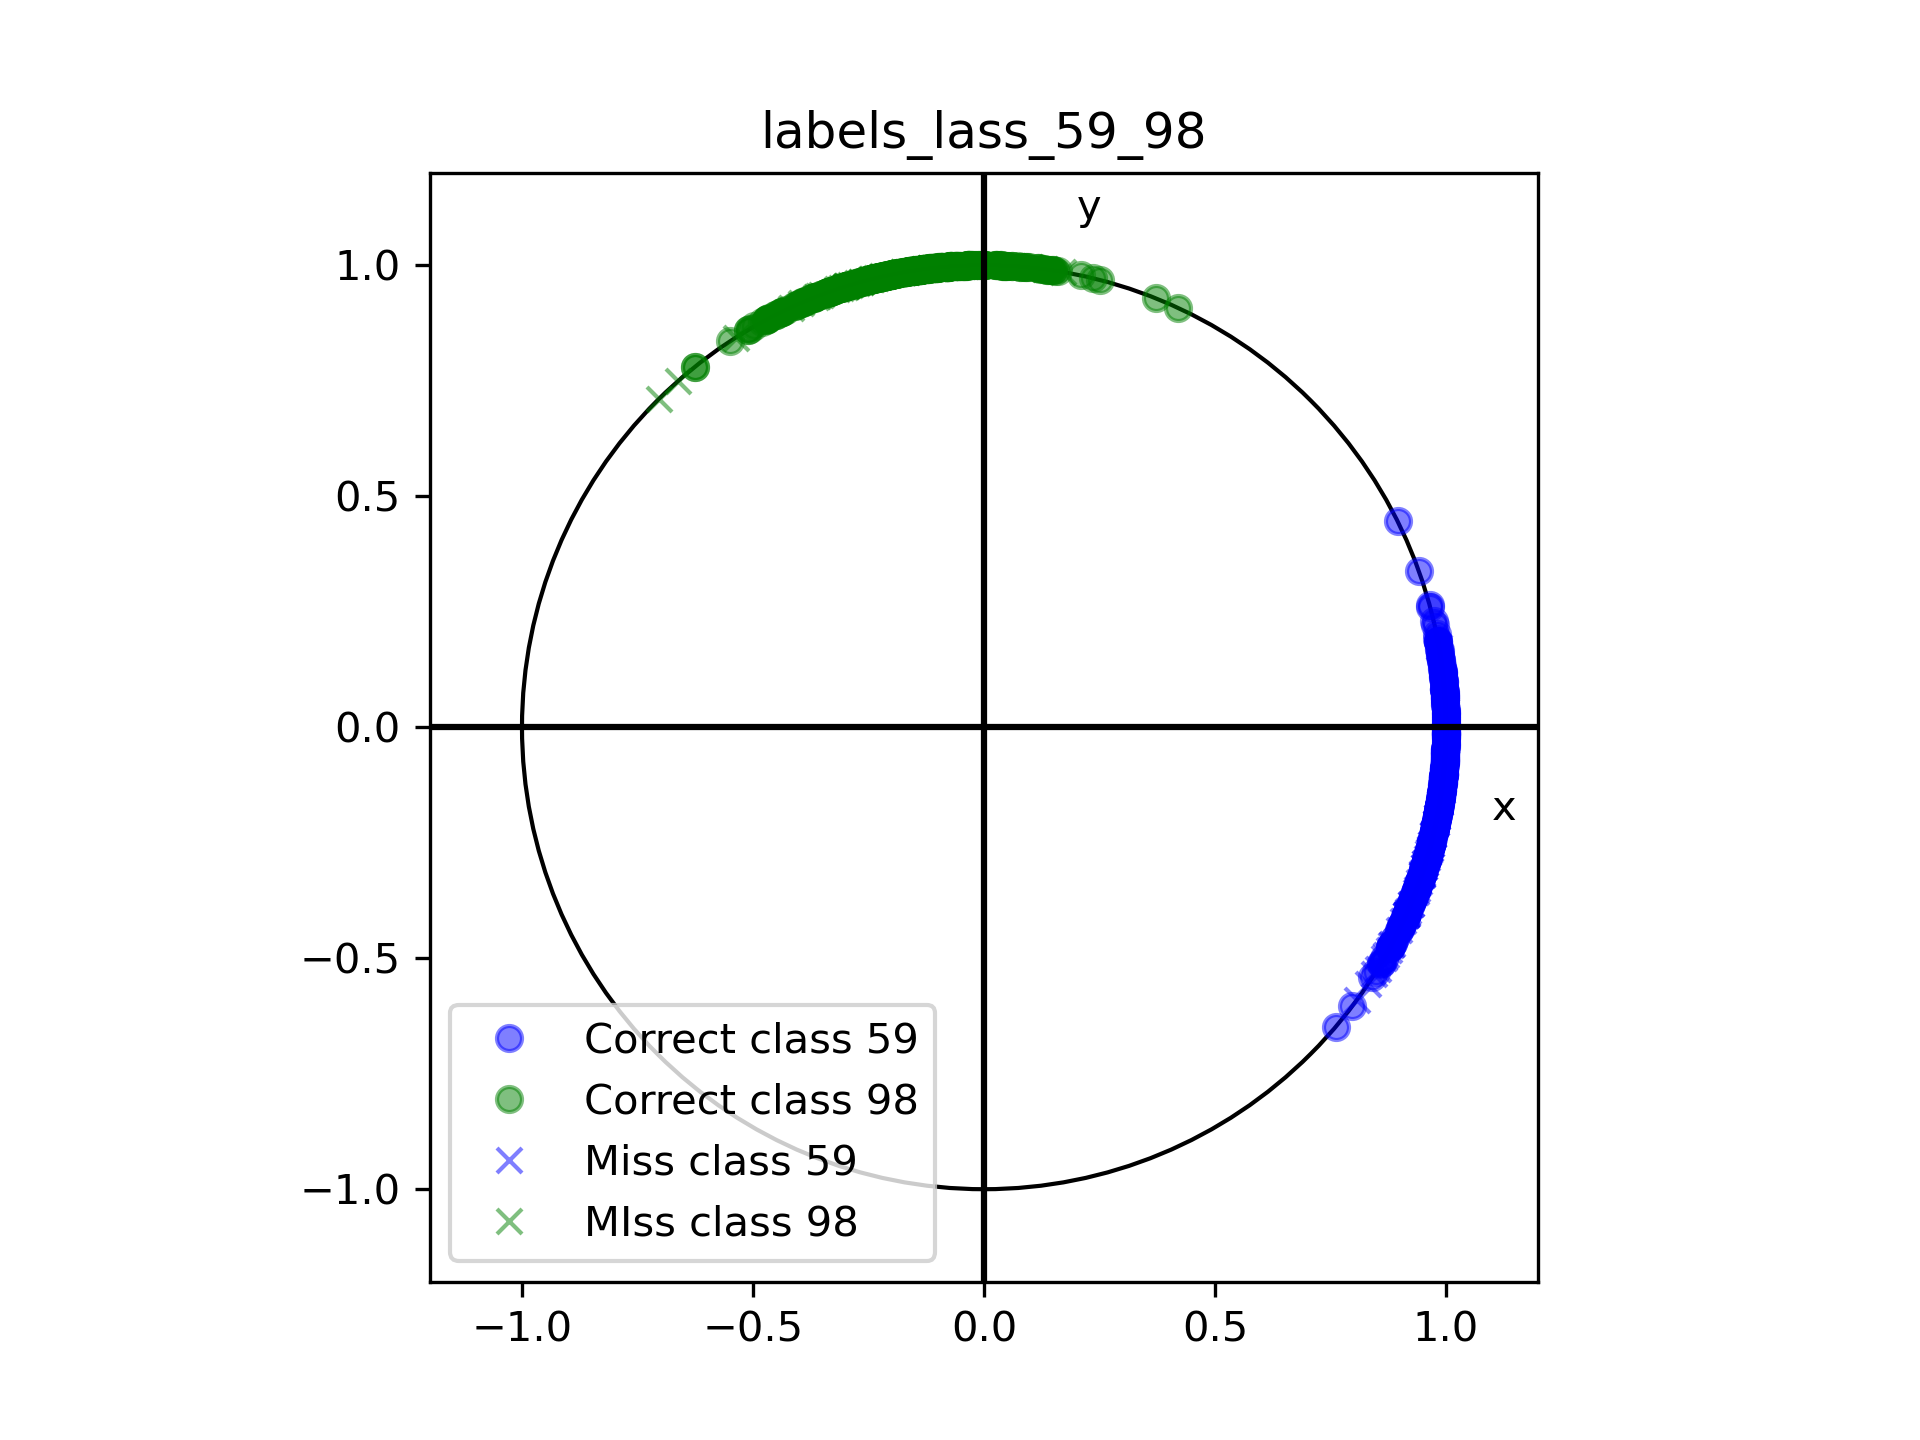 labels_lass_59_98
y
1.0
0.5
0.0
x
−0.5
−1.0
Correct class 59
Correct class 98
Miss class 59
MIss class 98
−1.0 −0.5 0.0 0.5 1.0